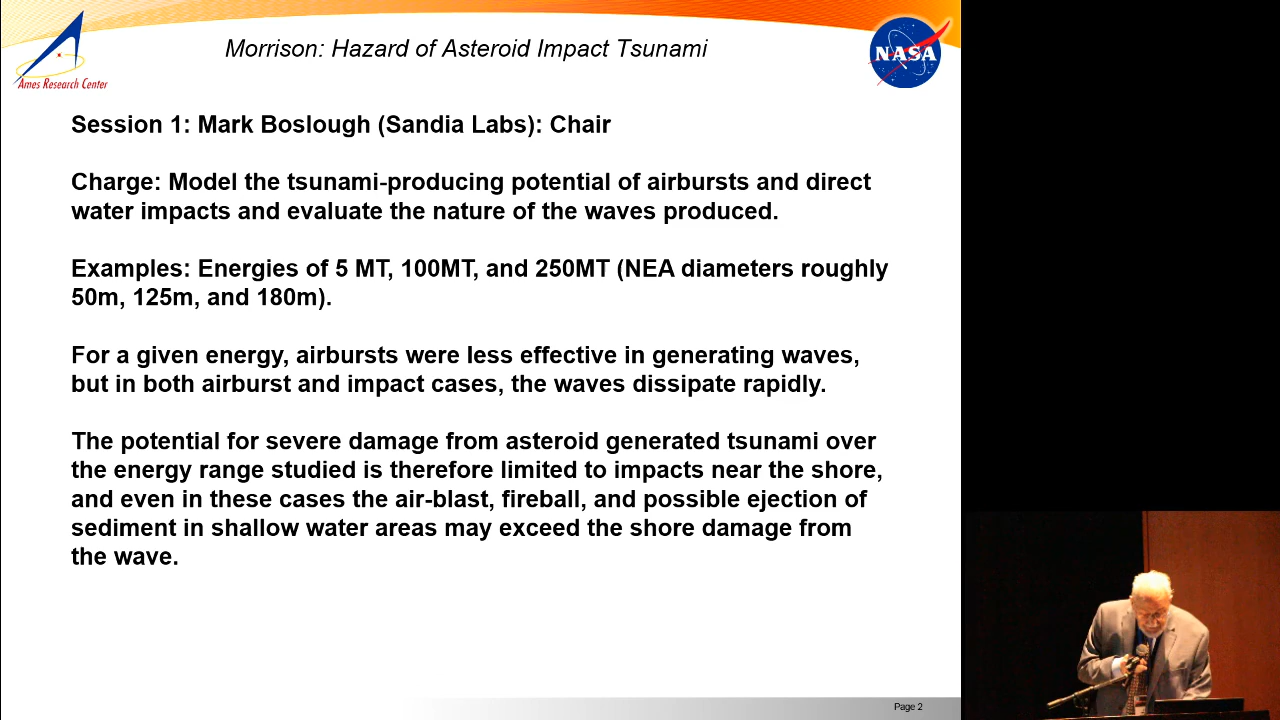 Morrison: Hazard of Asteroid Impact Tsunami
NASA
Ames Research Center
Session 1: Mark Boslough (Sandia Labs): Chair
Charge: Model the tsunami-producing potential of airbursts and direct
water impacts and evaluate the nature of the waves produced.
Examples: Energies of 5 MT, 100MT, and 250MT (NEA diameters roughly
50m, 125m, and 180m).
For a given energy, airbursts were less effective in generating waves,
but in both airburst and impact cases, the waves dissipate rapidly.
The potential for severe damage from asteroid generated tsunami over
the energy range studied is therefore limited to impacts near the shore,
and even in these cases the air-blast, fireball, and possible ejection of
sediment in shallow water areas may exceed the shore damage from
the wave.
Page 2